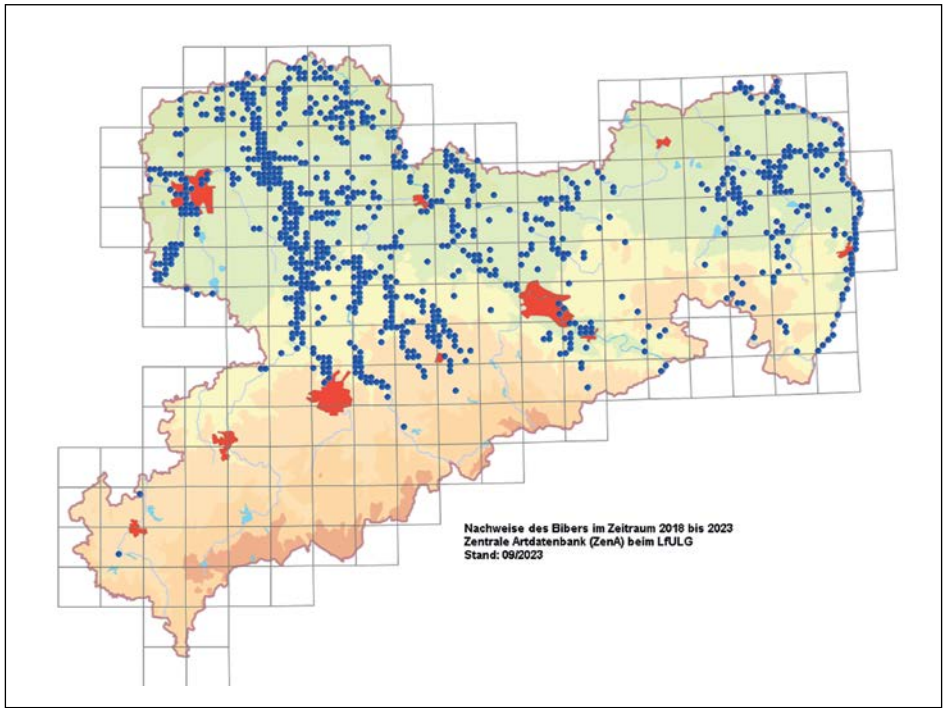 Nachweise des Bibers im Zeitraum 2018 bis 2023
Zentrale Artdatenbank (ZenA) beim LfULG
Stand: 09/2023